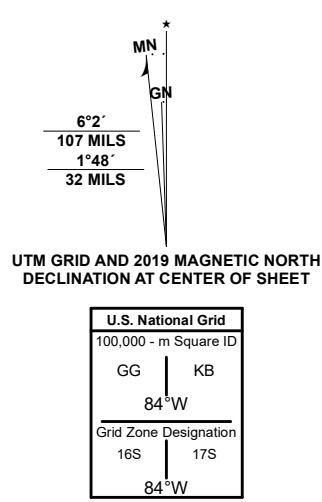 MN
GN
6°2´
107 MILS
1°48´
32 MILS
UTM GRID AND 2019 MAGNETIC NORTH
DECLINATION AT CENTER OF SHEET
U.S. National Grid
100,000 - m Square ID
GG KB
84°W
Grid Zone Designation
16S 17S
84°W